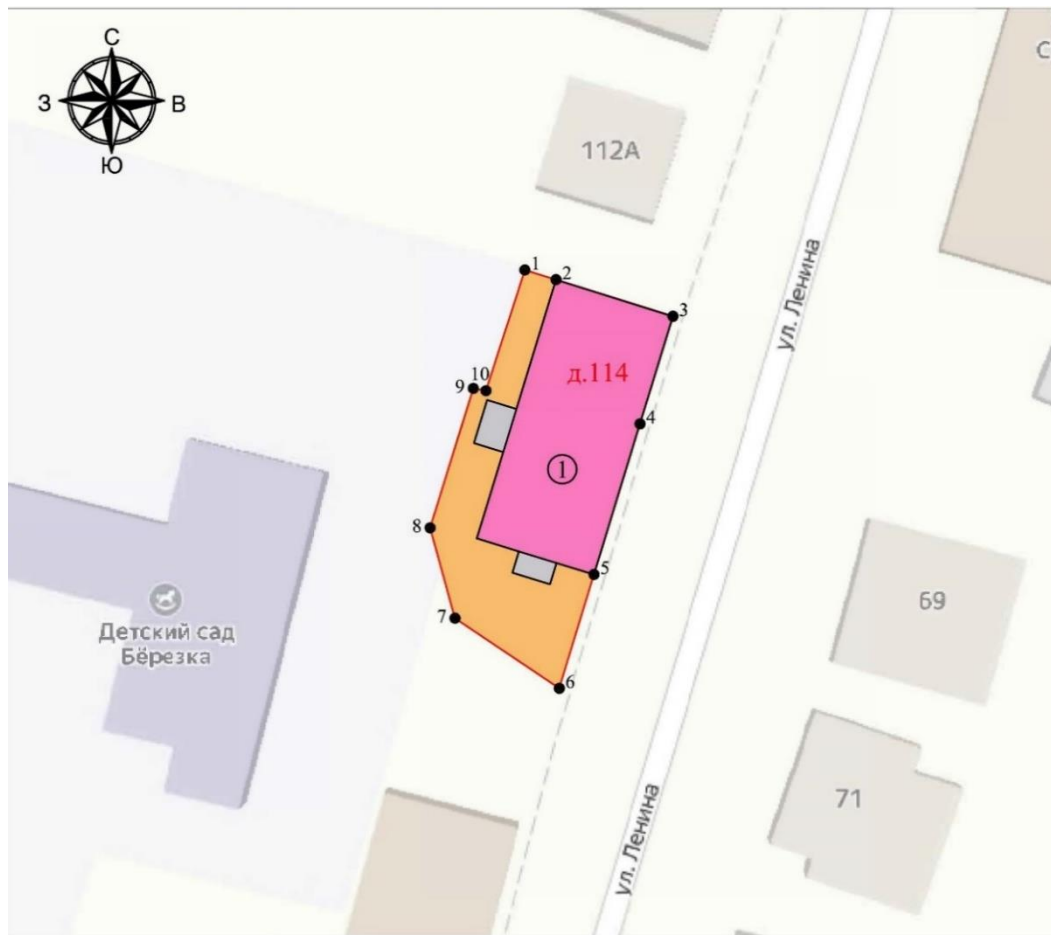 С
З
В
Ю
С
112А
ул. Ленина
1
2
3
д.114
10
9
4
1
8
5
69
Детский сад
Бёрезка
7
6
71
ул. Ленина